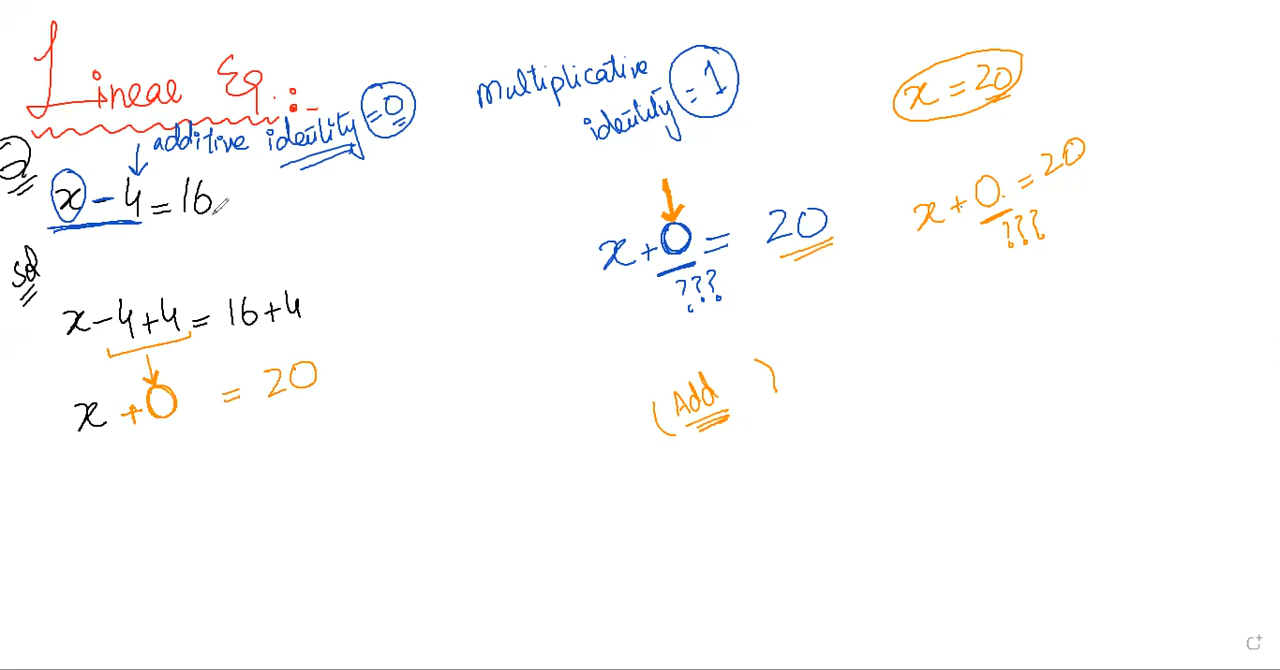 Linear Eq. :-
additive identity = 0
x - 4 = 16
sol
x - 4 + 4 = 16 + 4
x + 0 = 20
Multiplicative
identity = 1
x + 0 = 20
???
(Add )
x = 20
x + 0 = 20
???